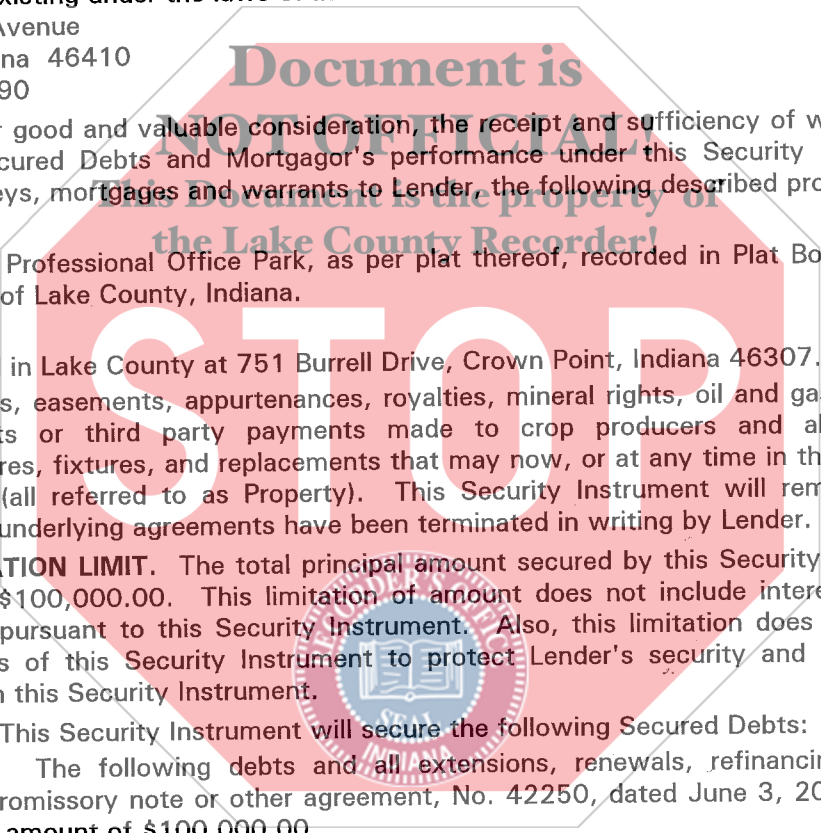 existing under the laws of
Avenue
na 46410
90
Document is
r good and valuable consideration, the receipt and sufficiency of w
NOT OFFICIAL!
cured Debts and Mortgagor's performance under this Security
eys, mortgages and warrants to Lender, the following described pro
This Document is the property of
the Lake County Recorder!
Professional Office Park, as per plat thereof, recorded in Plat Bo
of Lake County, Indiana.
STOP
in Lake County at 751 Burrell Drive, Crown Point, Indiana 46307.
s, easements, appurtenances, royalties, mineral rights, oil and ga
ts or third party payments made to crop producers and al
res, fixtures, and replacements that may now, or at any time in th
(all referred to as Property). This Security Instrument will rem
underlying agreements have been terminated in writing by Lender.
ATION LIMIT. The total principal amount secured by this Security
$100,000.00. This limitation of amount does not include intere
pursuant to this Security Instrument. Also, this limitation does
s of this Security Instrument to protect Lender's security and
n this Security Instrument.
SEAL
INDIANA
This Security Instrument will secure the following Secured Debts:
The following debts and all extensions, renewals, refinancin
romissory note or other agreement, No. 42250, dated June 3, 20
amount of $100,000.00